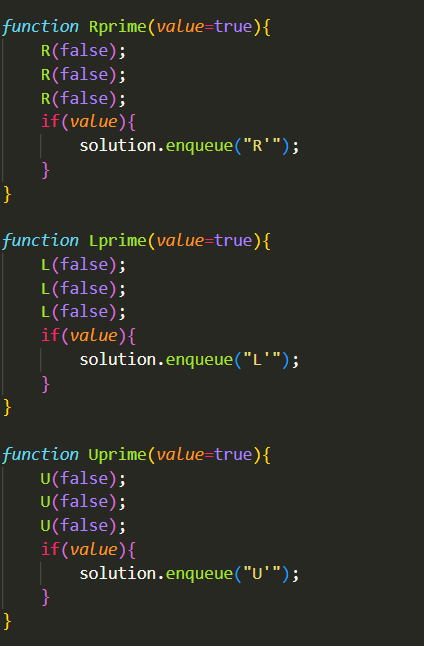 function Rprime(value=true){
    R(false);
    R(false);
    R(false);
    if(value){
        solution.enqueue("R'");
    }
}

function Lprime(value=true){
    L(false);
    L(false);
    L(false);
    if(value){
        solution.enqueue("L'");
    }
}

function Uprime(value=true){
    U(false);
    U(false);
    U(false);
    if(value){
        solution.enqueue("U'");
    }
}